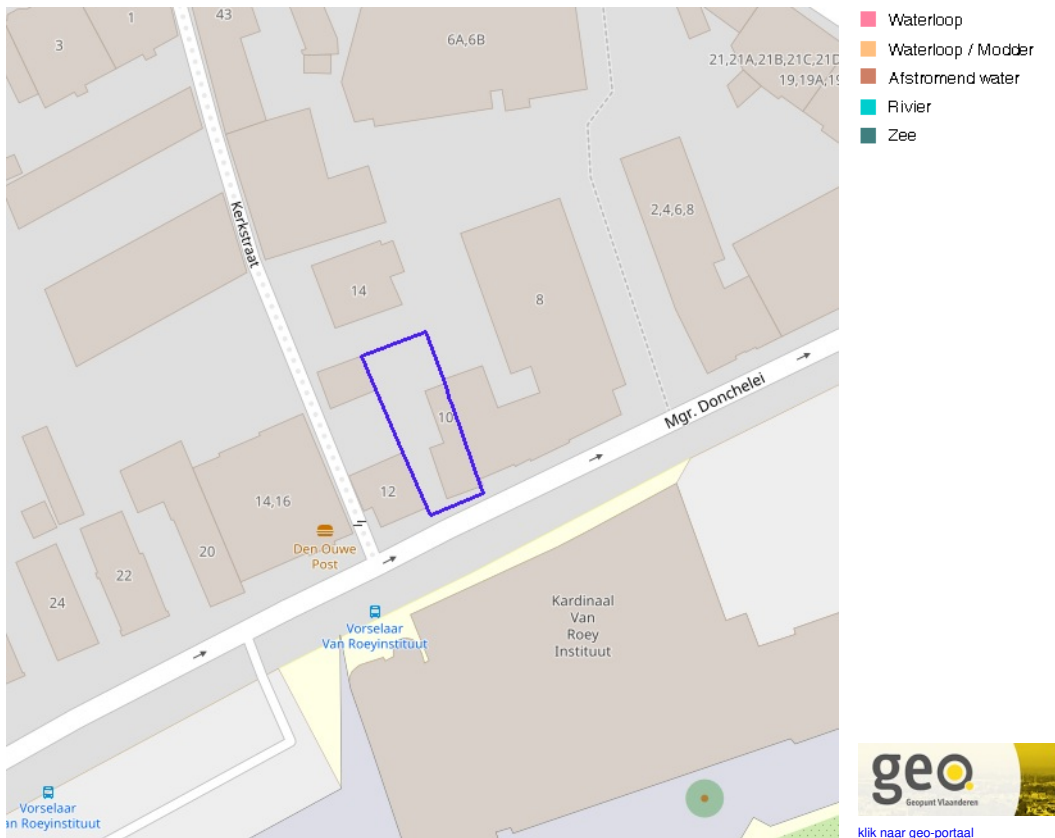 43
1
3
6A,6B
21,21A,21B,21C,21D
19,19A,19
Kerkstraat
2,4,6,8
14
8
10
Mgr. Donchelei
12
14,16
Den Ouwe
Post
20
22
24
Vorselaar
Van Roeyinstituut
Kardinaal
Van
Roey
Instituut
Vorselaar
an Roeyinstituut
Waterloop
Waterloop / Modder
Afstromend water
Rivier
Zee
geo
Geopunt Vlaanderen
klik naar geo-portaal